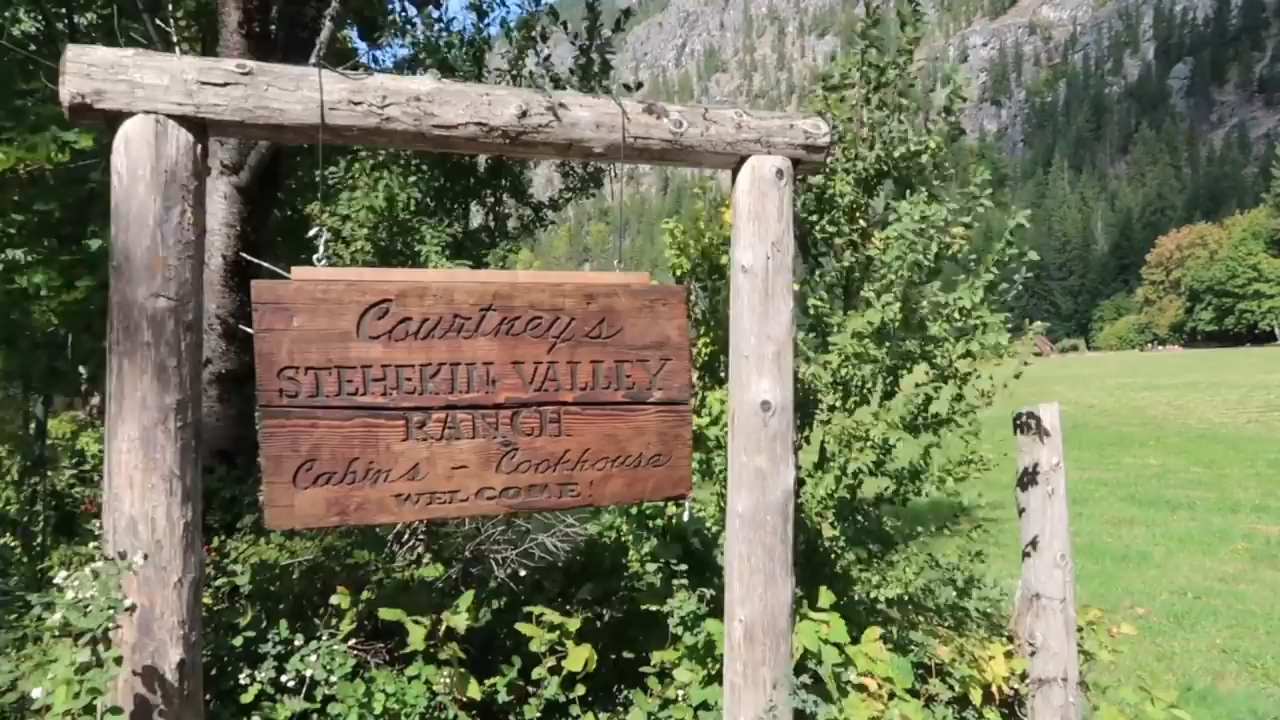 Courtney's
STEHEKIN VALLEY
RANCH
Cabins - Cookhouse
WELCOME!